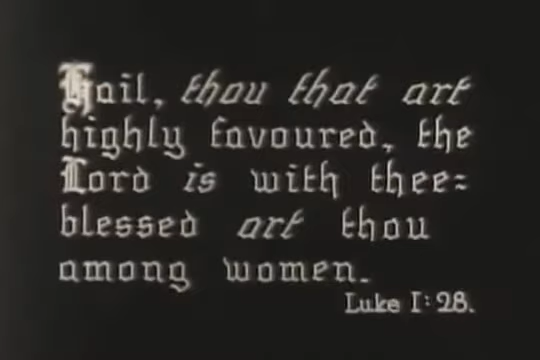 Hail, thou that art
highly favoured, the
Lord is with thee:
blessed art thou
among women.
Luke I:28.